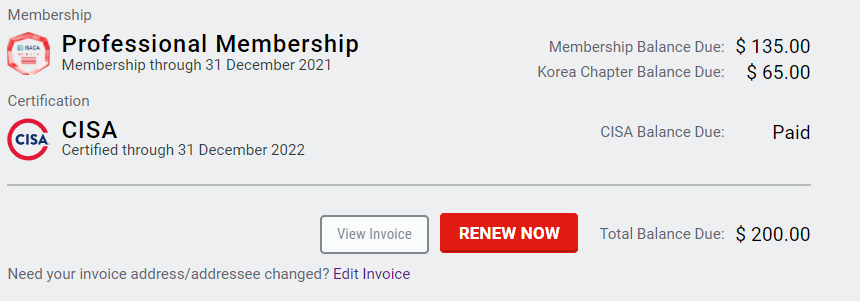 Membership
ISACA
Professional Membership
Membership through 31 December 2021
Membership Balance Due: $ 135.00
Korea Chapter Balance Due: $ 65.00
Certification
CISA
CISA
Certified through 31 December 2022
CISA Balance Due: Paid
View Invoice RENEW NOW Total Balance Due: $ 200.00
Need your invoice address/addressee changed? Edit Invoice